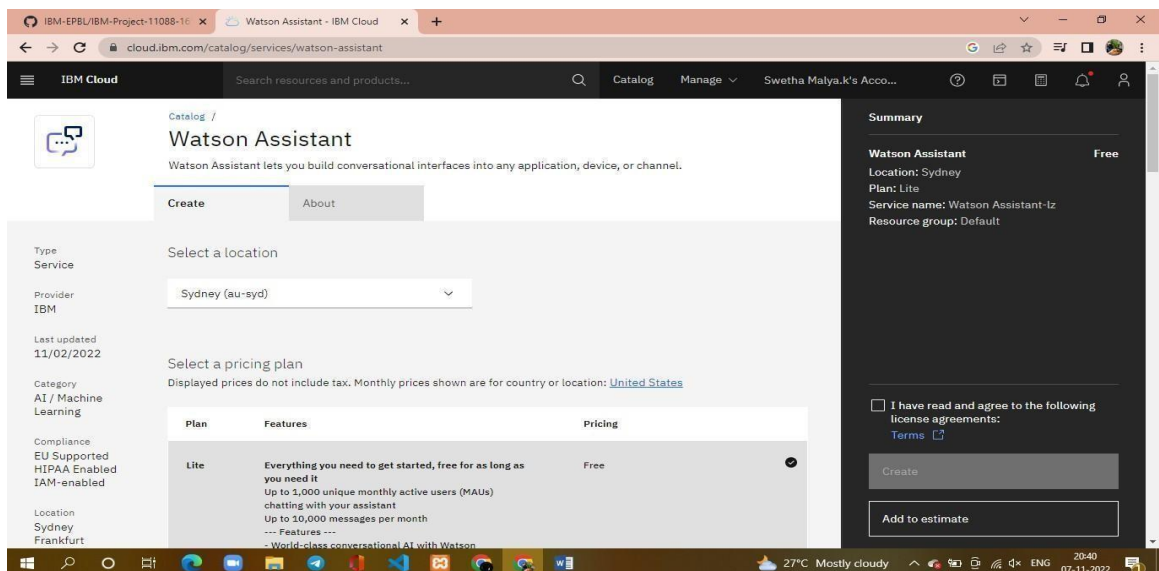 IBM-EPBL/IBM-Project-11088-16
Watson Assistant - IBM Cloud
cloud.ibm.com/catalog/services/watson-assistant
IBM Cloud
Search resources and products...
Catalog
Manage
Swetha Malya.k's Acco...
Catalog /
Watson Assistant
Watson Assistant lets you build conversational interfaces into any application, device, or channel.
Create
About
Type
Service
Provider
IBM
Last updated
11/02/2022
Category
AI / Machine
Learning
Compliance
EU Supported
HIPAA Enabled
IAM-enabled
Location
Sydney
Frankfurt
Select a location
Sydney (au-syd)
Select a pricing plan
Displayed prices do not include tax. Monthly prices shown are for country or location: United States
Plan Features Pricing
Lite Everything you need to get started, free for as long as Free
you need it
Up to 1,000 unique monthly active users (MAUs)
chatting with your assistant
Up to 10,000 messages per month
--- Features ---
- World-class conversational AI with Watson
Summary
Watson Assistant Free
Location: Sydney
Plan: Lite
Service name: Watson Assistant-lz
Resource group: Default
I have read and agree to the following
license agreements:
Terms
Create
Add to estimate
27°C Mostly cloudy
ENG
20:40
07-11-2022